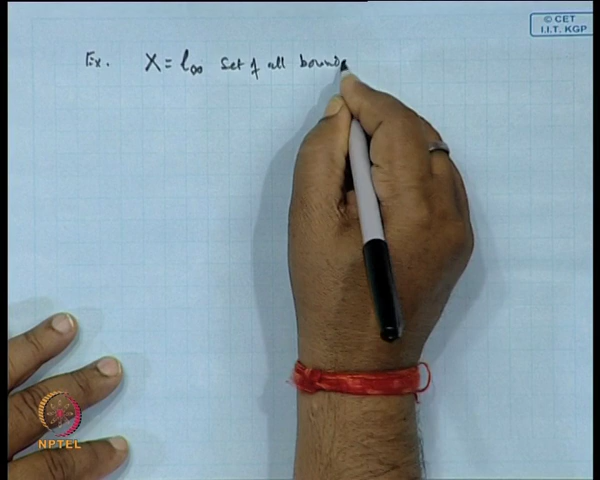 © CET
I.I.T. KGP
Ex. X = l∞ Set of all bound
NPTEL